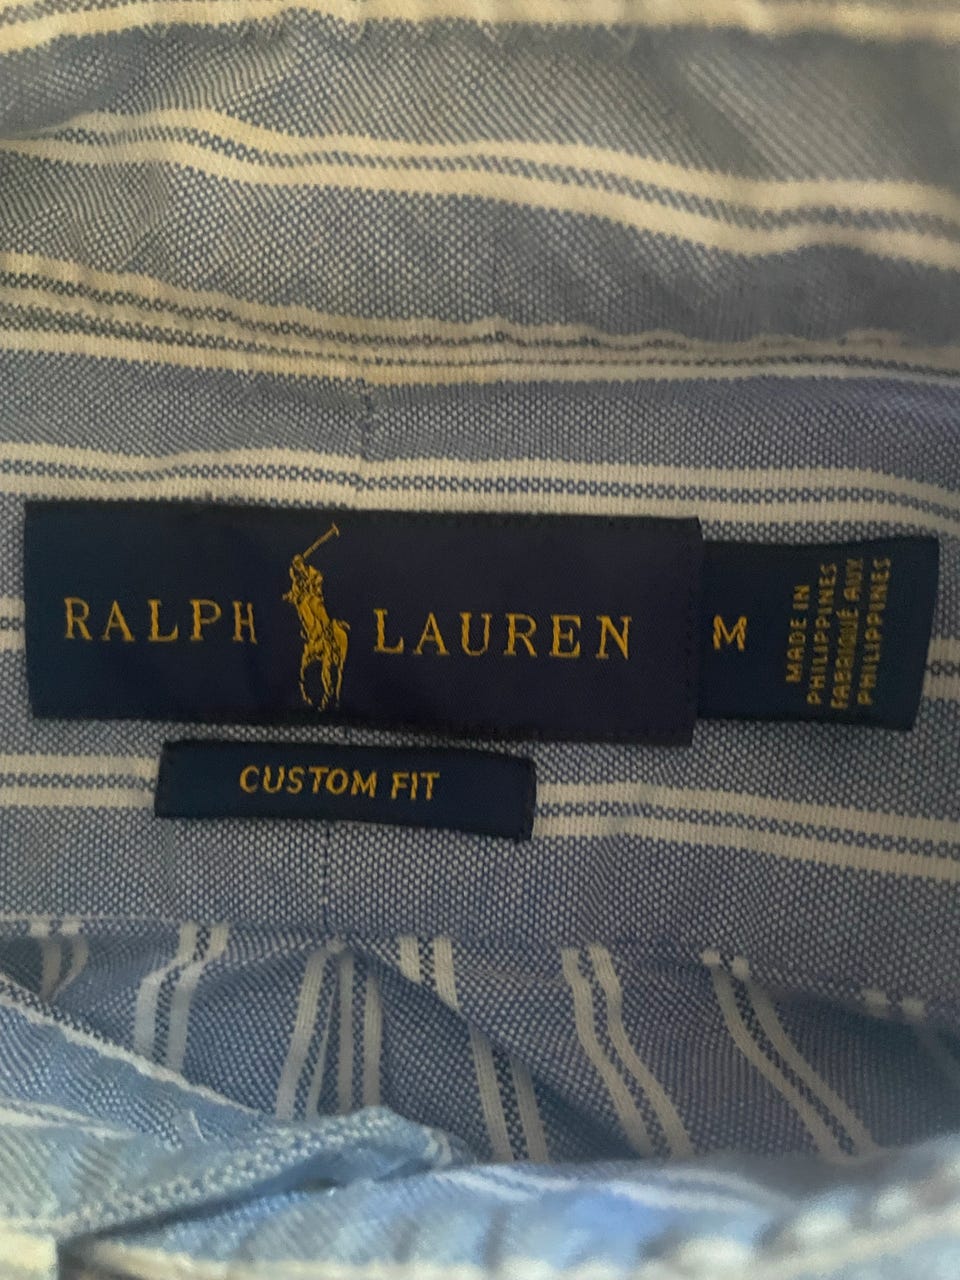 RALPH LAUREN
M
MADE IN
PHILIPPINES
FABRIQUÉ AUX
PHILIPPINES
CUSTOM FIT